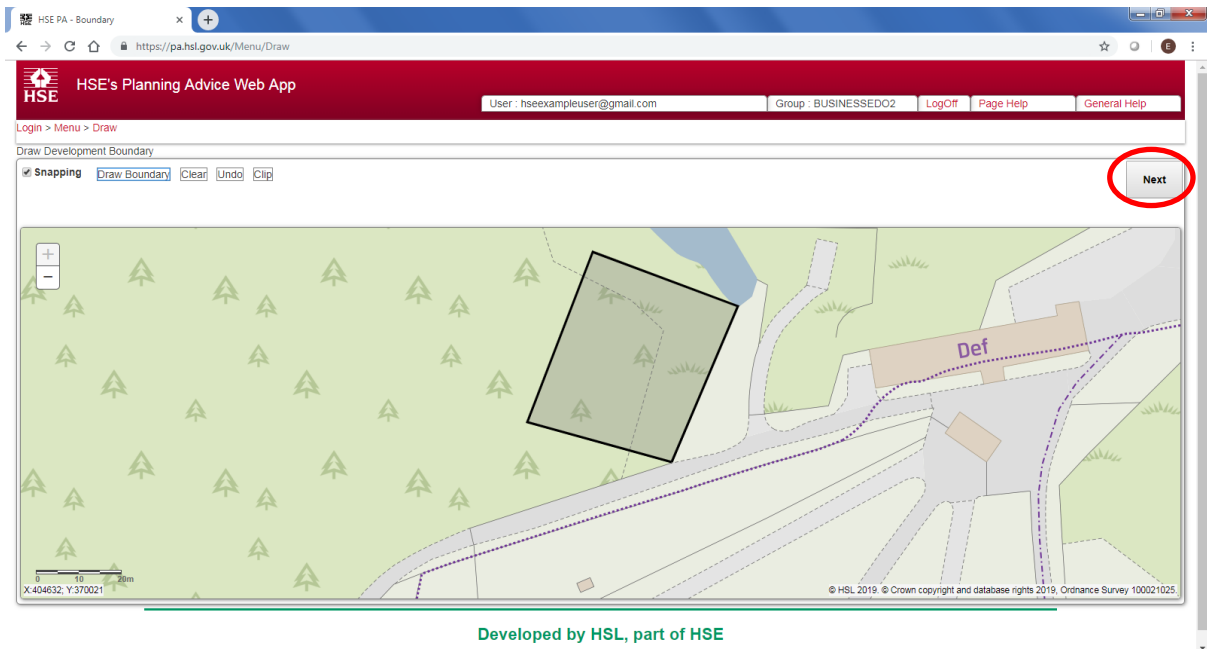 HSE PA - Boundary
https://pa.hsl.gov.uk/Menu/Draw
E
HSE
HSE's Planning Advice Web App
User : hseexampleuser@gmail.com
Group : BUSINESSEDO2
LogOff
Page Help
General Help
Login > Menu > Draw
Draw Development Boundary
Snapping
Draw Boundary
Clear
Undo
Clip
Next
+
−
Def
0 10 20m
X:404632; Y:370021
© HSL 2019. © Crown copyright and database rights 2019, Ordnance Survey 100021025.
Developed by HSL, part of HSE